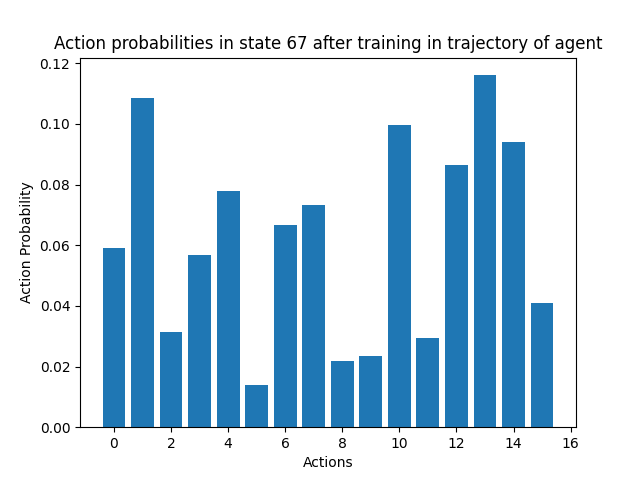 Action probabilities in state 67 after training in trajectory of agent
0.12
0.10
0.08
0.06
0.04
0.02
0.00
Action Probability
0 2 4 6 8 10 12 14 16
Actions